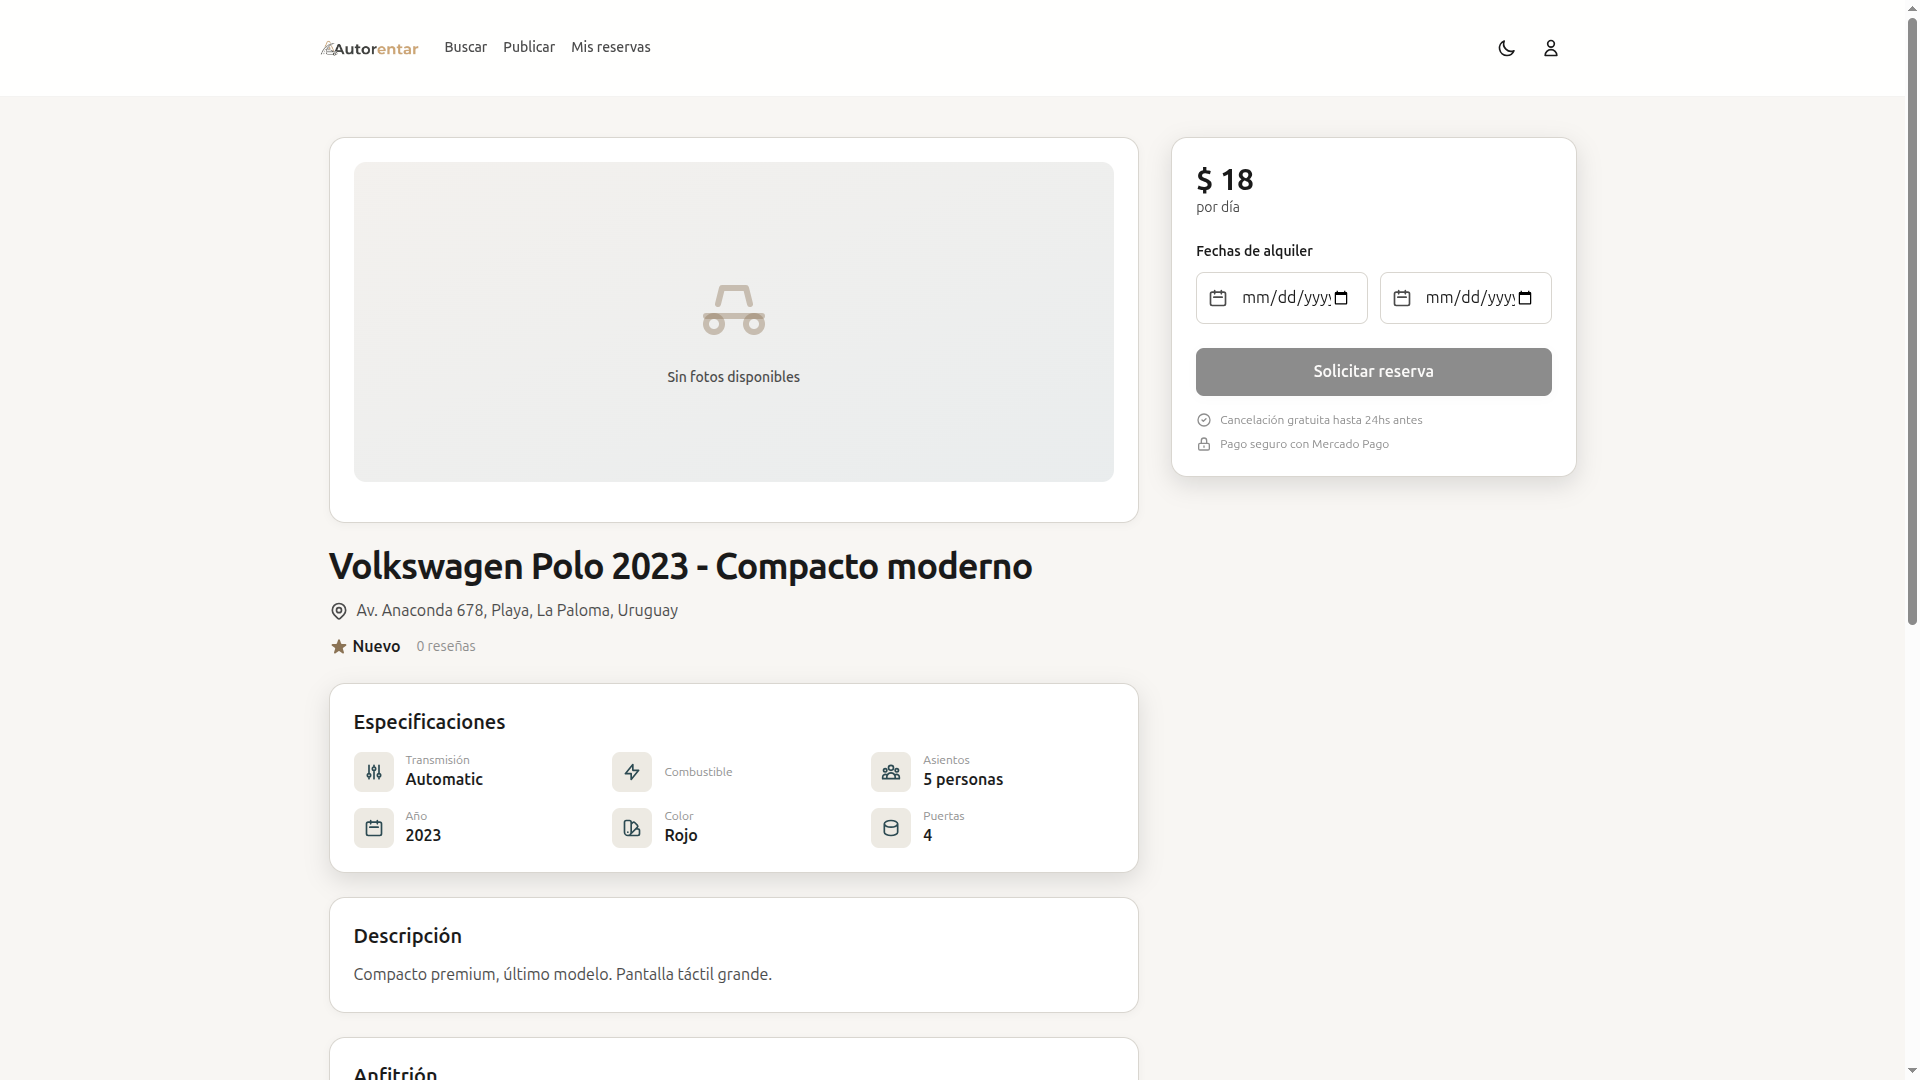 Autorentar
Buscar
Publicar
Mis reservas
Sin fotos disponibles
$ 18
por día
Fechas de alquiler
mm/dd/yyyy
mm/dd/yyyy
Solicitar reserva
Cancelación gratuita hasta 24hs antes
Pago seguro con Mercado Pago
Volkswagen Polo 2023 - Compacto moderno
Av. Anaconda 678, Playa, La Paloma, Uruguay
Nuevo 0 reseñas
Especificaciones
Transmisión
Automatic
Combustible
Asientos
5 personas
Año
2023
Color
Rojo
Puertas
4
Descripción
Compacto premium, último modelo. Pantalla táctil grande.
Anfitrión